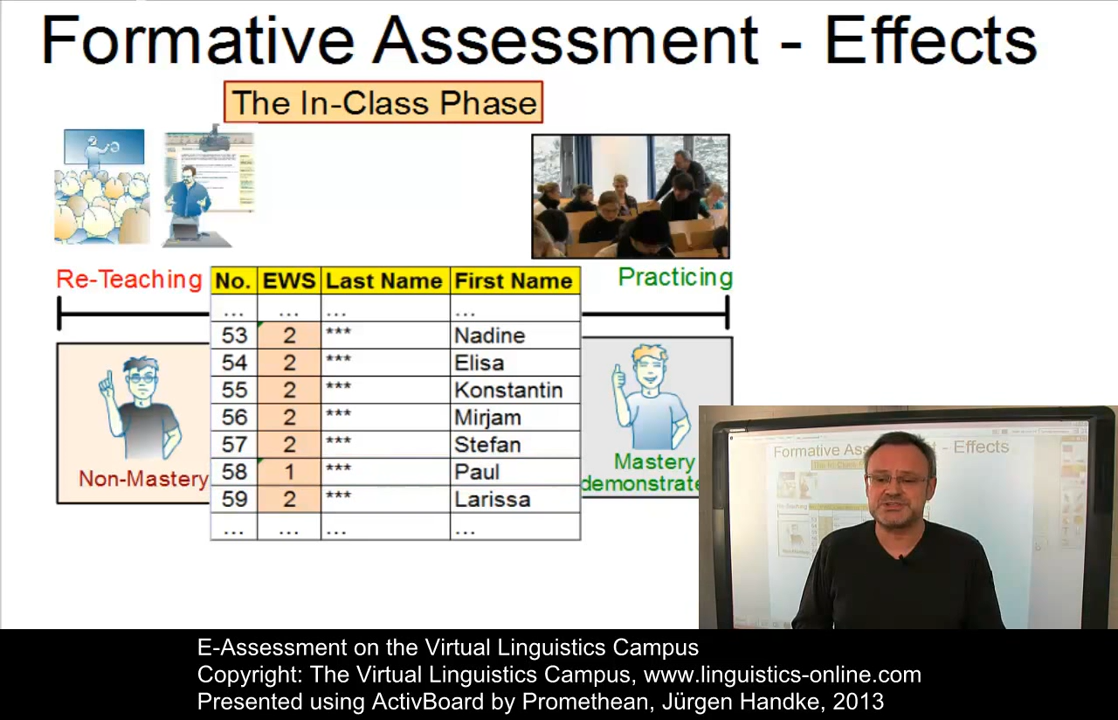 Formative Assessment - Effects
The In-Class Phase
Re-Teaching
Practicing
No. EWS Last Name First Name
... ... ... ...
53 2 *** Nadine
54 2 *** Elisa
55 2 *** Konstantin
56 2 *** Mirjam
57 2 *** Stefan
58 1 *** Paul
59 2 *** Larissa
... ... ... ...
Non-Mastery
Mastery
demonstrate
Formative Ass - Effects
E-Assessment on the Virtual Linguistics Campus
Copyright: The Virtual Linguistics Campus, www.linguistics-online.com
Presented using ActivBoard by Promethean, Jürgen Handke, 2013